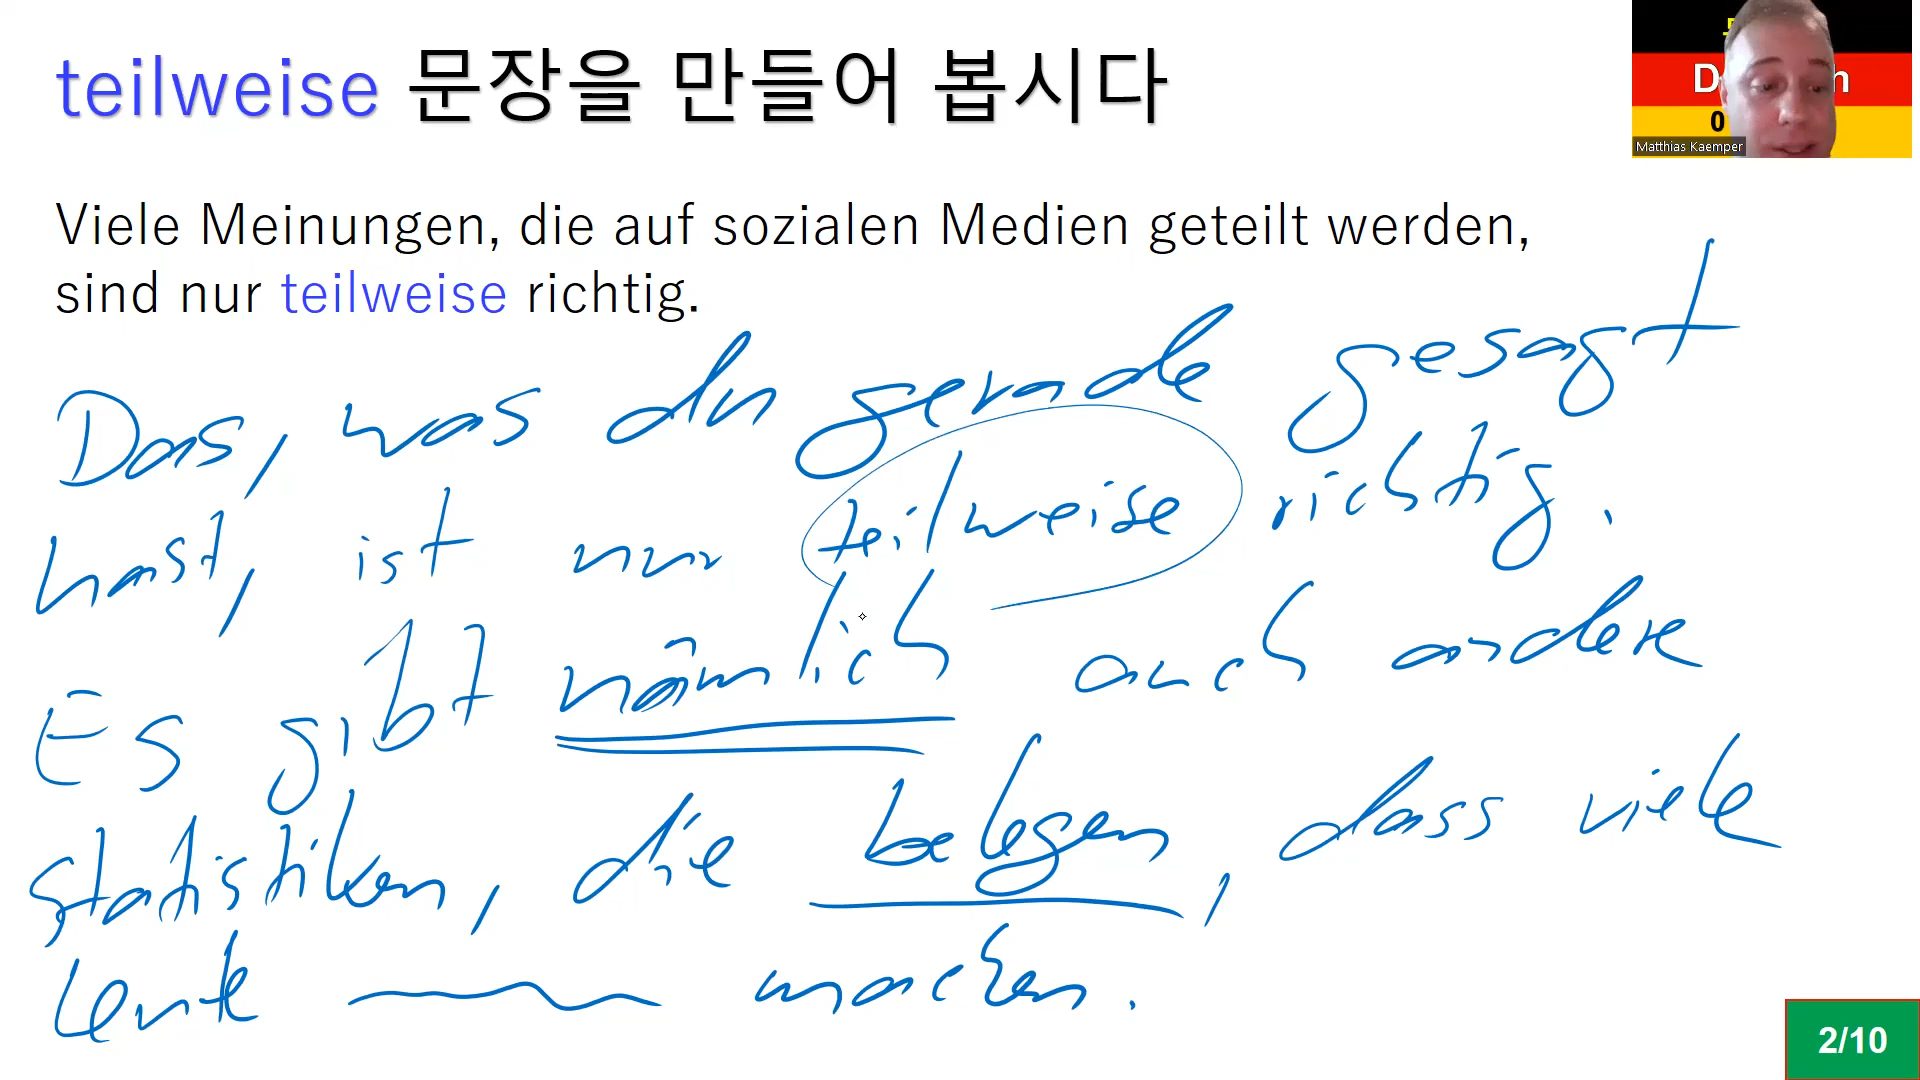 teilweise 문장을 만들어 봅시다
Viele Meinungen, die auf sozialen Medien geteilt werden,
sind nur teilweise richtig.
Das, was du gerade gesagt
hast, ist nur teilweise richtig.
Es gibt nämlich auch andere
Statistiken, die belegen, dass viele
Leute machen.
Matthias Kaemper
2/10